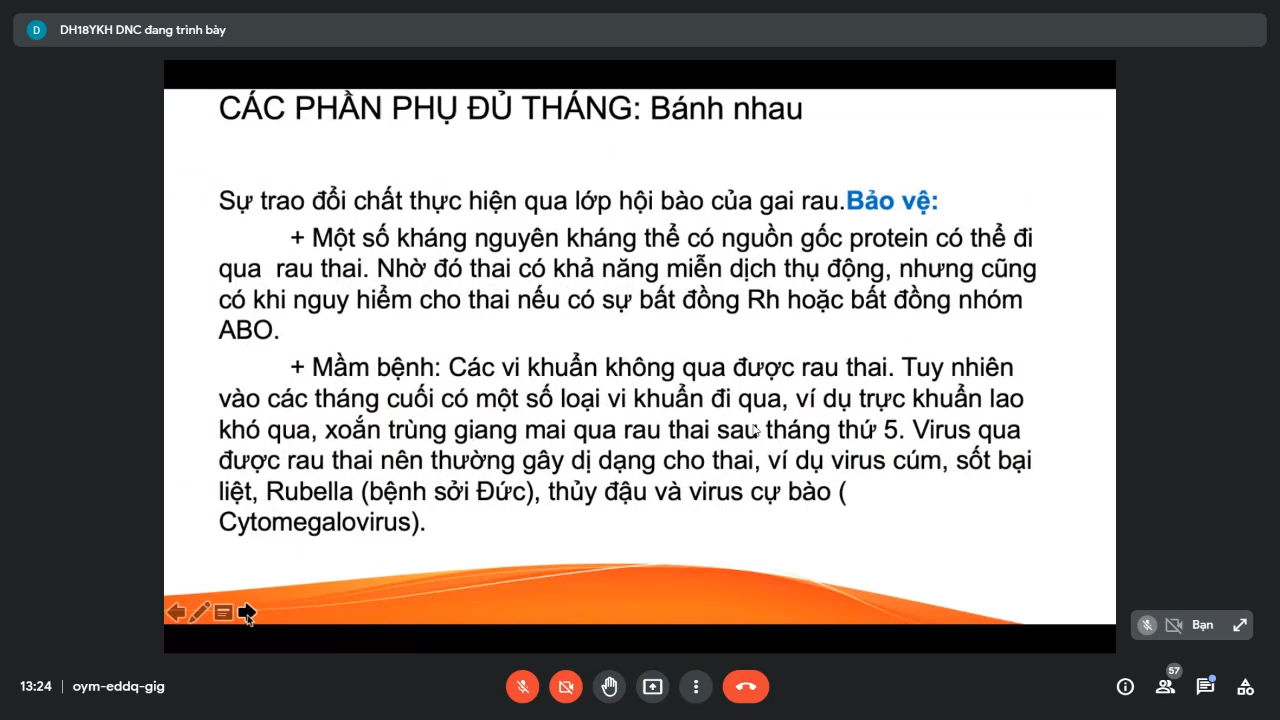 D DH18YKH DNC đang trình bày
CÁC PHẦN PHỤ ĐỦ THÁNG: Bánh nhau
Sự trao đổi chất thực hiện qua lớp hội bào của gai rau.Bảo vệ:
+ Một số kháng nguyên kháng thể có nguồn gốc protein có thể đi
qua rau thai. Nhờ đó thai có khả năng miễn dịch thụ động, nhưng cũng
có khi nguy hiểm cho thai nếu có sự bất đồng Rh hoặc bất đồng nhóm
ABO.
+ Mầm bệnh: Các vi khuẩn không qua được rau thai. Tuy nhiên
vào các tháng cuối có một số loại vi khuẩn đi qua, ví dụ trực khuẩn lao
khó qua, xoắn trùng giang mai qua rau thai sau tháng thứ 5. Virus qua
được rau thai nên thường gây dị dạng cho thai, ví dụ virus cúm, sốt bại
liệt, Rubella (bệnh sởi Đức), thủy đậu và virus cự bào (
Cytomegalovirus).
Bạn
13:24 | oym-eddq-gig
57